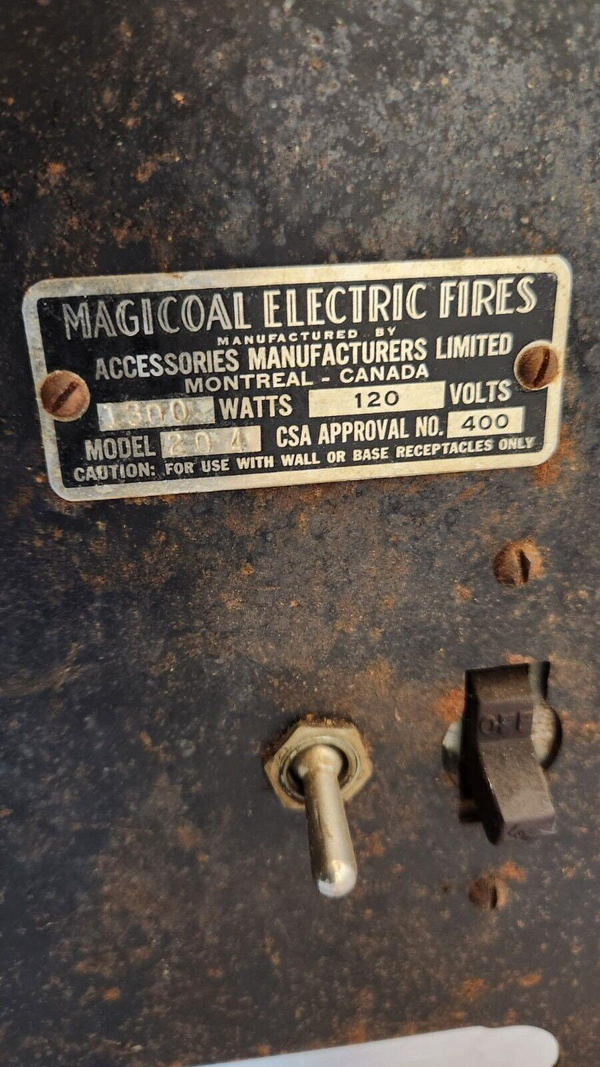 MAGICOAL ELECTRIC FIRES
MANUFACTURED BY
ACCESSORIES MANUFACTURERS LIMITED
MONTREAL - CANADA
1300 WATTS 120 VOLTS
MODEL 204 CSA APPROVAL NO. 400
CAUTION: FOR USE WITH WALL OR BASE RECEPTACLES ONLY
OFF